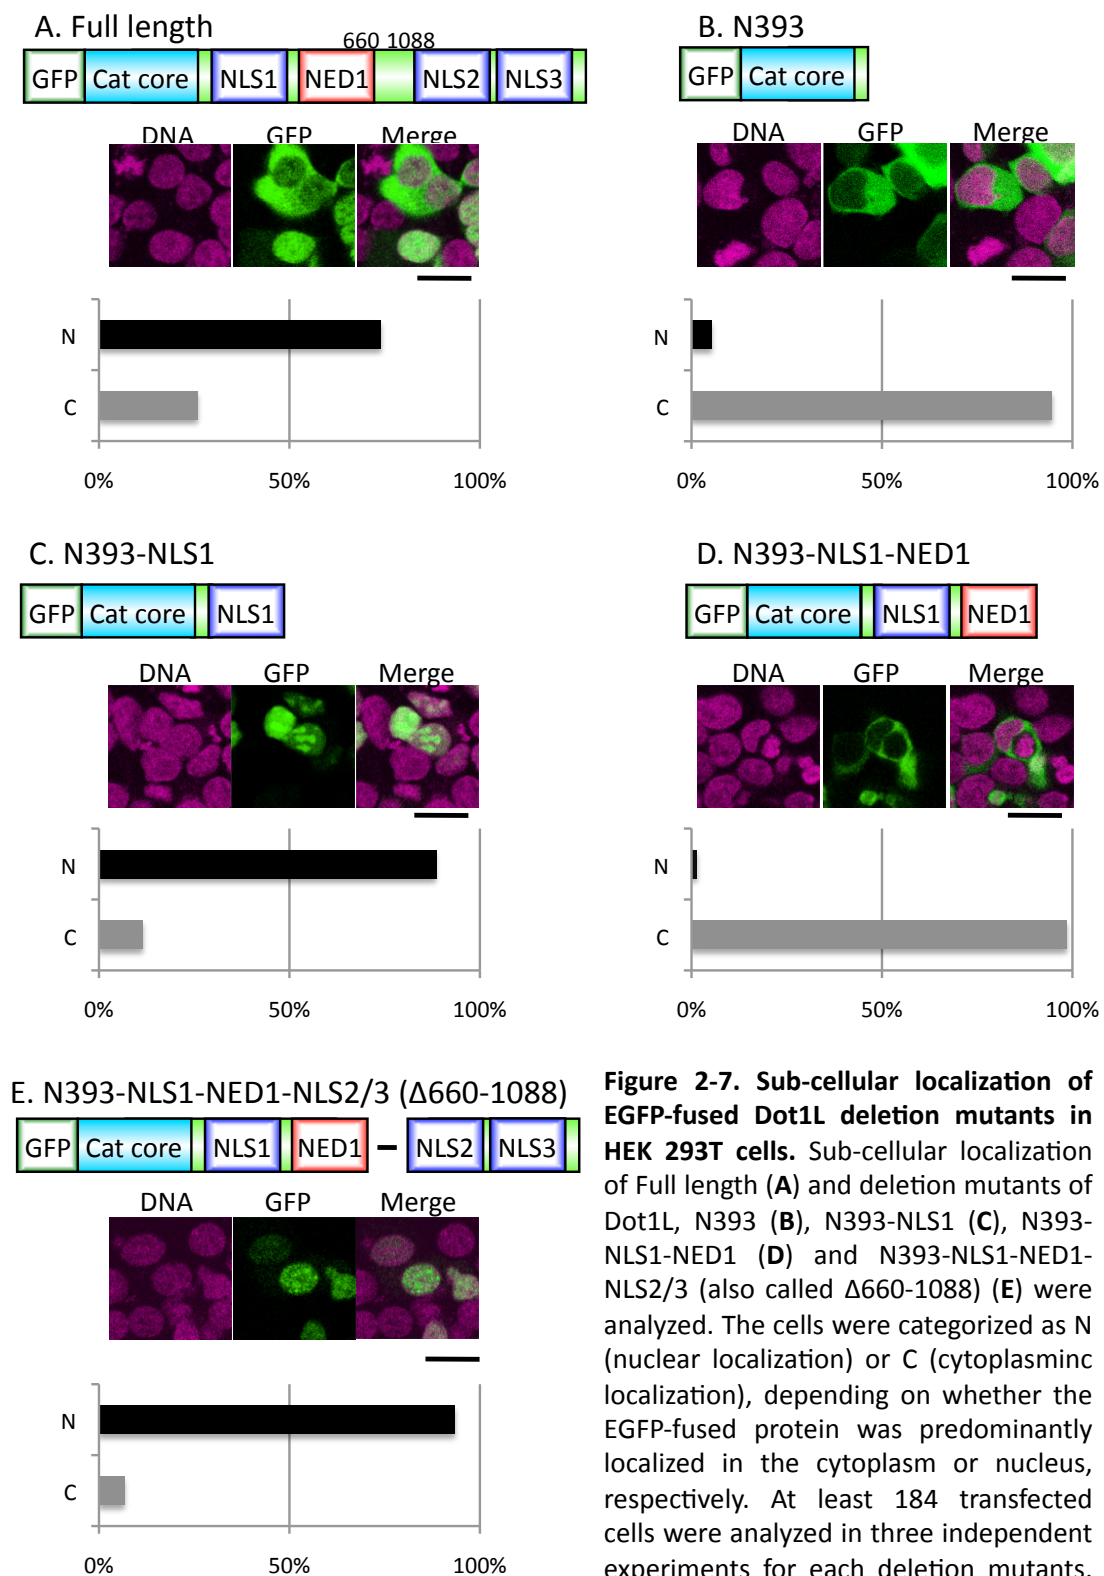 A. Full length
660 1088
GFP Cat core NLS1 NED1 NLS2 NLS3
DNA GFP Merge
N
C
0% 50% 100%
B. N393
GFP Cat core
DNA GFP Merge
N
C
0% 50% 100%
C. N393-NLS1
GFP Cat core NLS1
DNA GFP Merge
N
C
0% 50% 100%
D. N393-NLS1-NED1
GFP Cat core NLS1 NED1
DNA GFP Merge
N
C
0% 50% 100%
E. N393-NLS1-NED1-NLS2/3 (Δ660-1088)
GFP Cat core NLS1 NED1 – NLS2 NLS3
DNA GFP Merge
N
C
0% 50% 100%
Figure 2-7. Sub-cellular localization of
EGFP-fused Dot1L deletion mutants in
HEK 293T cells. Sub-cellular localization
of Full length (A) and deletion mutants of
Dot1L, N393 (B), N393-NLS1 (C), N393-
NLS1-NED1 (D) and N393-NLS1-NED1-
NLS2/3 (also called Δ660-1088) (E) were
analyzed. The cells were categorized as N
(nuclear localization) or C (cytoplasminc
localization), depending on whether the
EGFP-fused protein was predominantly
localized in the cytoplasm or nucleus,
respectively. At least 184 transfected
cells were analyzed in three independent
experiments for each deletion mutants.